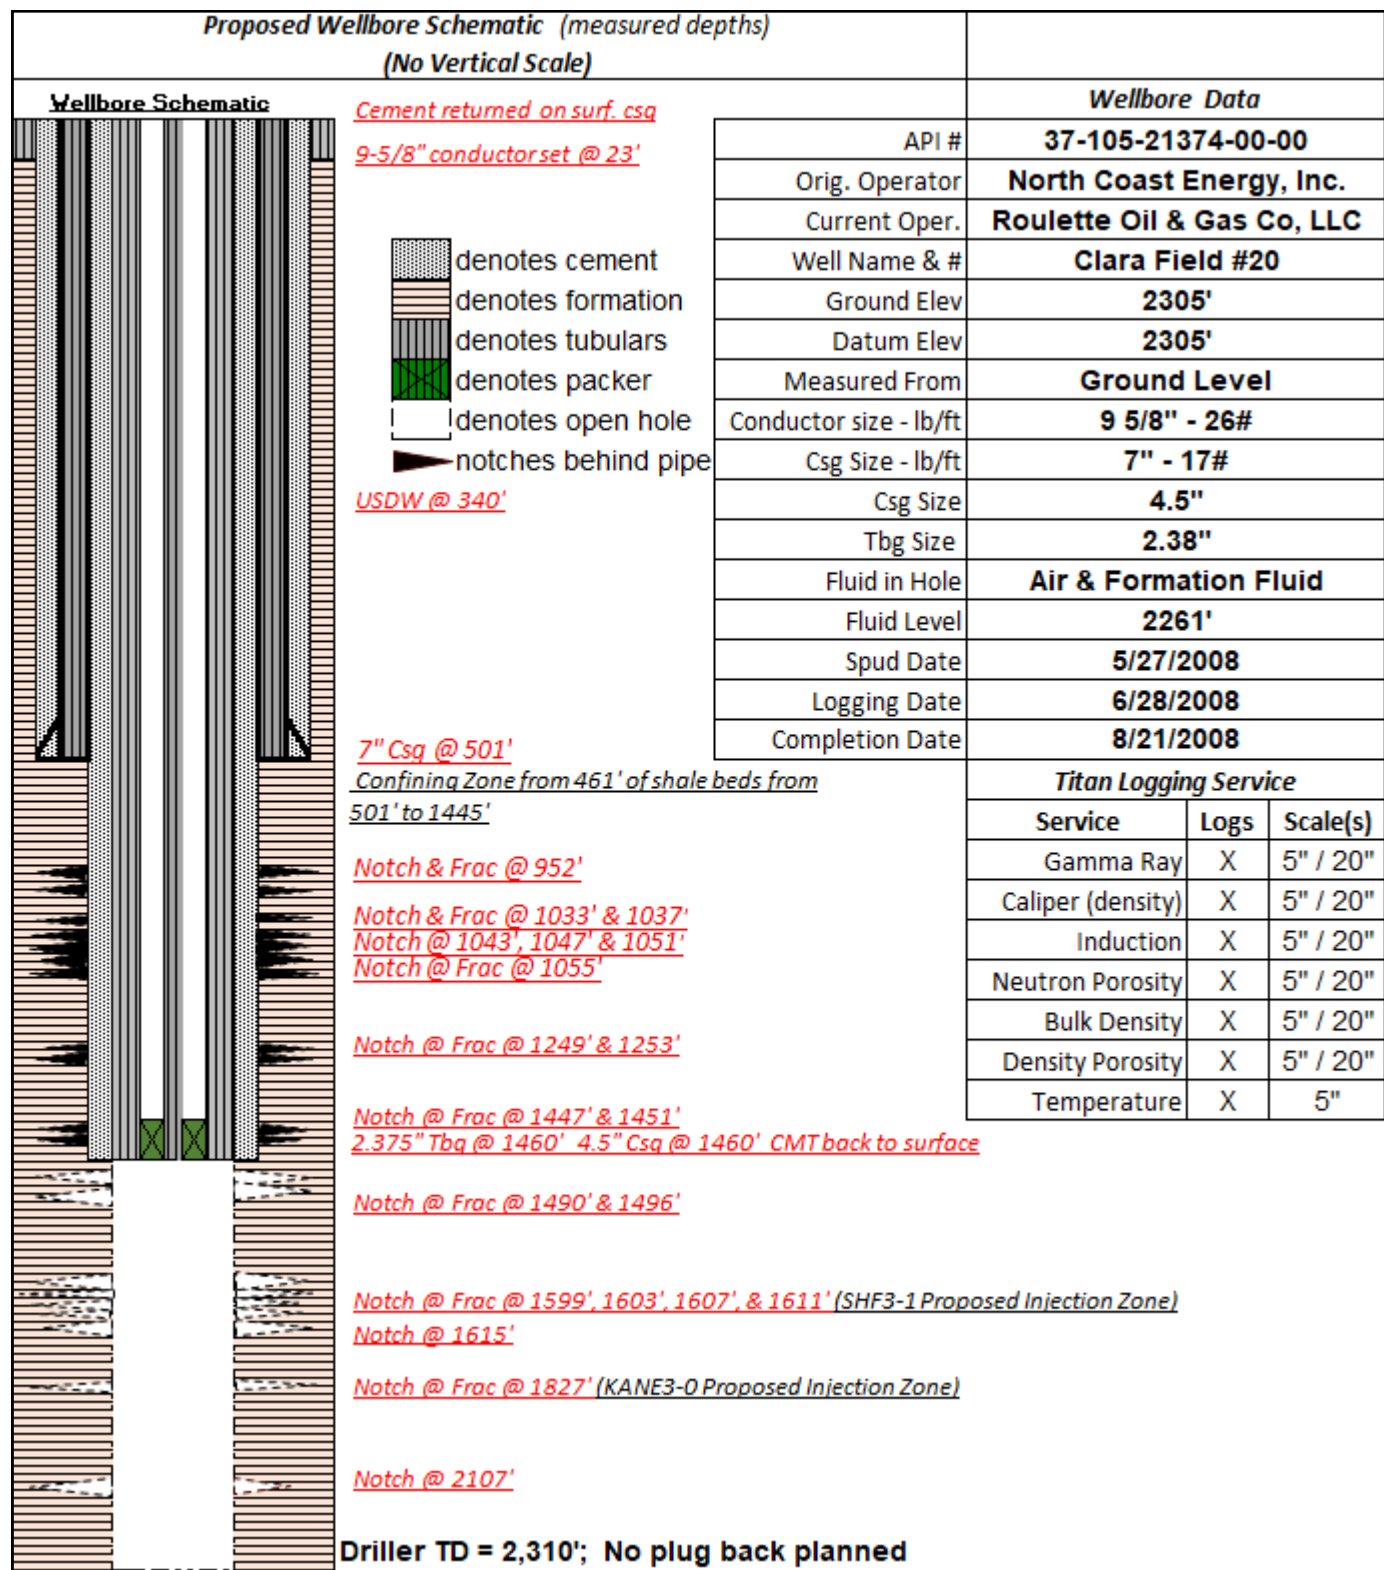 Proposed Wellbore Schematic (measured depths)
(No Vertical Scale)
Wellbore Schematic
Cement returned on surf. csg
9-5/8" conductor set @ 23'
denotes cement
denotes formation
denotes tubulars
denotes packer
denotes open hole
notches behind pipe
USDW @ 340'
7" Csg @ 501'
Confining Zone from 461' of shale beds from
501' to 1445'
Notch & Frac @ 952'
Notch & Frac @ 1033' & 1037'
Notch @ 1043', 1047' & 1051'
Notch @ Frac @ 1055'
Notch @ Frac @ 1249' & 1253'
Notch @ Frac @ 1447' & 1451'
2.375" Tbg @ 1460' 4.5" Csg @ 1460' CMT back to surface
Notch @ Frac @ 1490' & 1496'
Notch @ Frac @ 1599', 1603', 1607', & 1611' (SHF3-1 Proposed Injection Zone)
Notch @ 1615'
Notch @ Frac @ 1827' (KANE3-0 Proposed Injection Zone)
Notch @ 2107'
Driller TD = 2,310'; No plug back planned
Wellbore Data
API # 37-105-21374-00-00
Orig. Operator North Coast Energy, Inc.
Current Oper. Roulette Oil & Gas Co, LLC
Well Name & # Clara Field #20
Ground Elev 2305'
Datum Elev 2305'
Measured From Ground Level
Conductor size - lb/ft 9 5/8" - 26#
Csg Size - lb/ft 7" - 17#
Csg Size 4.5"
Tbg Size 2.38"
Fluid in Hole Air & Formation Fluid
Fluid Level 2261'
Spud Date 5/27/2008
Logging Date 6/28/2008
Completion Date 8/21/2008
Titan Logging Service
Service Logs Scale(s)
Gamma Ray X 5" / 20"
Caliper (density) X 5" / 20"
Induction X 5" / 20"
Neutron Porosity X 5" / 20"
Bulk Density X 5" / 20"
Density Porosity X 5" / 20"
Temperature X 5"